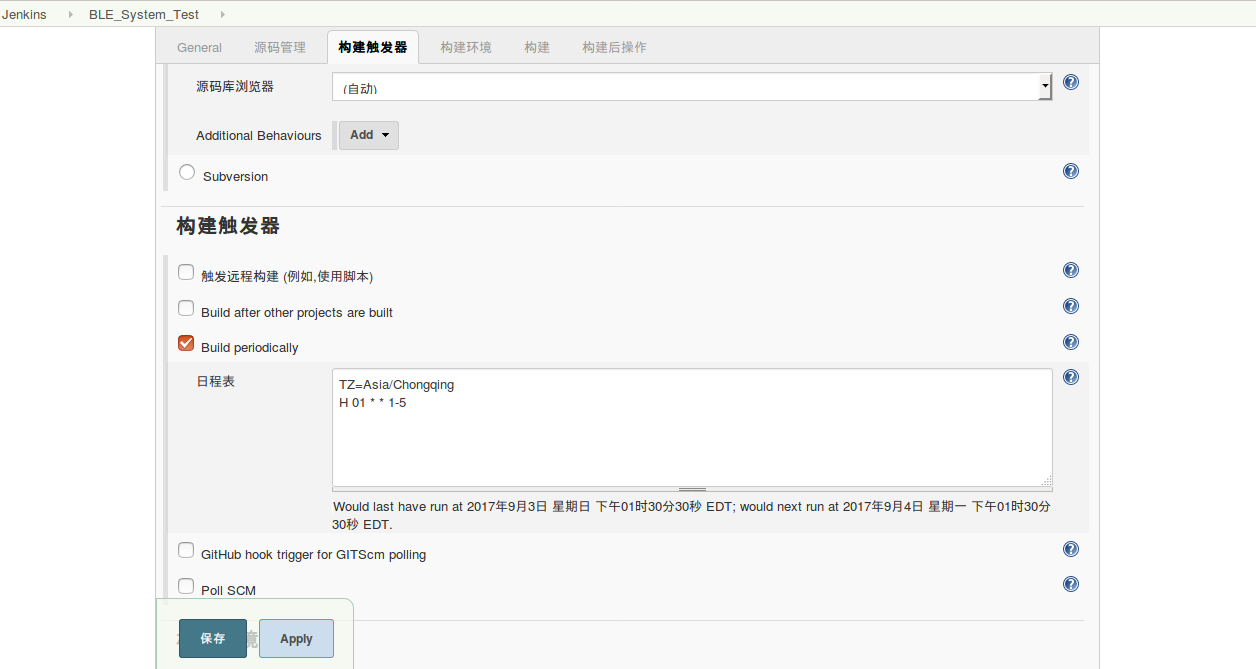 Jenkins BLE_System_Test
General 源码管理 构建触发器 构建环境 构建 构建后操作
源码库浏览器 (自动)
Additional Behaviours Add
Subversion
构建触发器
触发远程构建 (例如,使用脚本)
Build after other projects are built
Build periodically
日程表 TZ=Asia/Chongqing
H 01 * * 1-5
Would last have run at 2017年9月3日 星期日 下午01时30分30秒 EDT; would next run at 2017年9月4日 星期一 下午01时30分
30秒 EDT.
GitHub hook trigger for GITScm polling
Poll SCM
保存 Apply